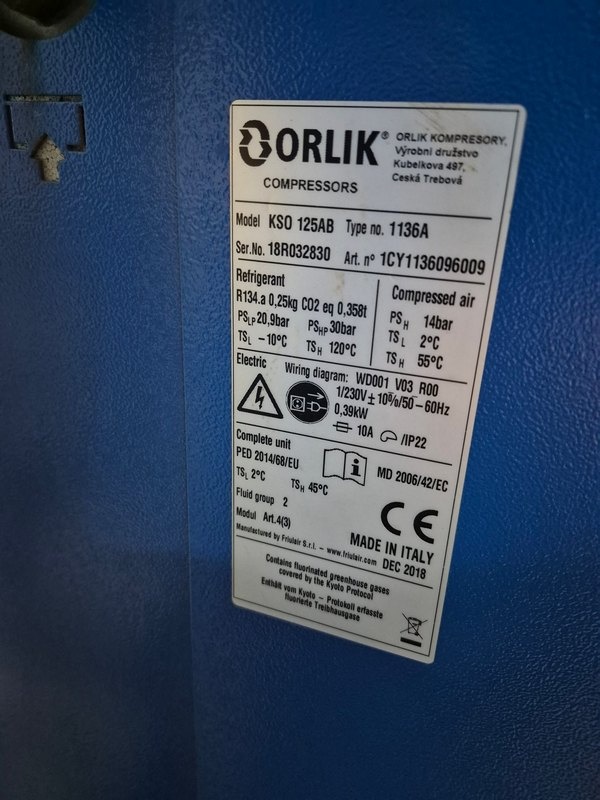 ORLIK®
COMPRESSORS
ORLIK KOMPRESORY,
Výrobní družstvo
Kubelkova 497,
Česká Třebová
Model KSO 125AB Type no. 1136A
Ser.No. 18R032830 Art. nº 1CY1136096009
Refrigerant
R134.a 0,25kg CO2 eq 0,358t
PSLP 20,9bar PSHP 30bar
TSL -10°C TSH 120°C
Compressed air
PSH 14bar
TSL 2°C
TSH 55°C
Electric
Wiring diagram: WD001 V03 R00
1/230V±10%/50-60Hz
0,39kW
10A /IP22
Complete unit
PED 2014/68/EU
MD 2006/42/EC
TSL 2°C TSH 45°C
Fluid group 2
Modul Art.4(3)
CE
MADE IN ITALY
Manufactured by Friulair S.r.l. - www.friulair.com DEC 2018
Contains fluorinated greenhouse gases
covered by the Kyoto Protocol
Enthält vom Kyoto - Protokoll erfasste
fluorierte Treibhausgase